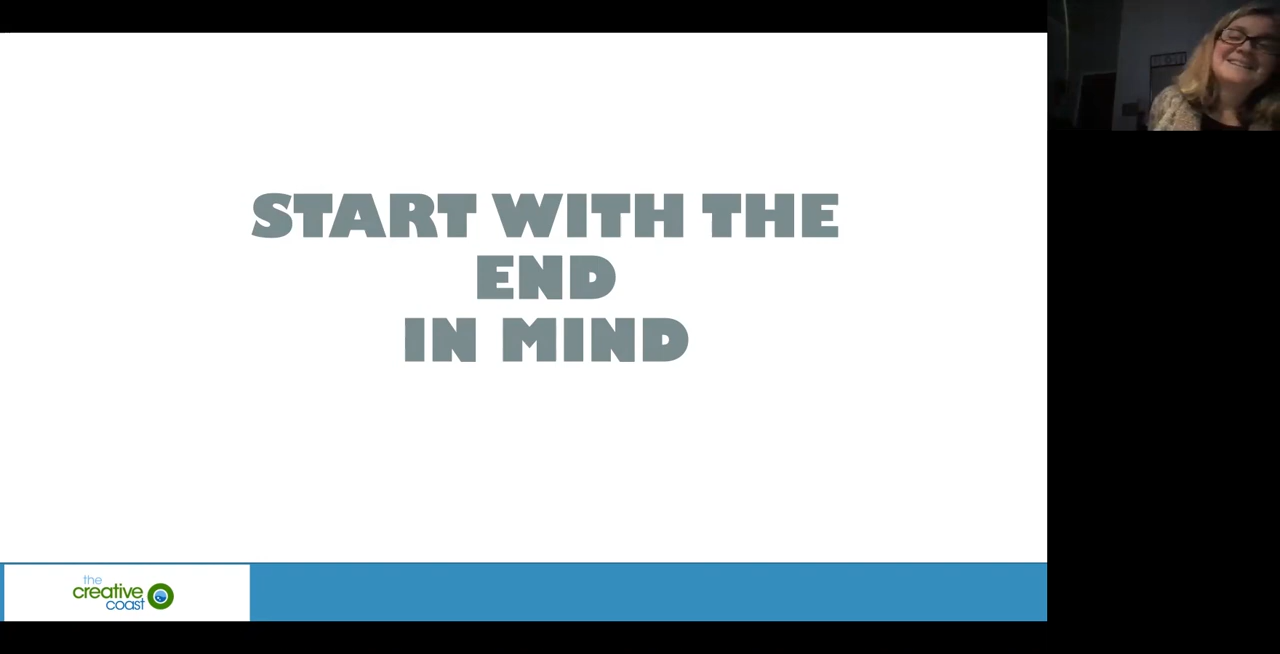 START WITH THE
END
IN MIND
the
creative
coast